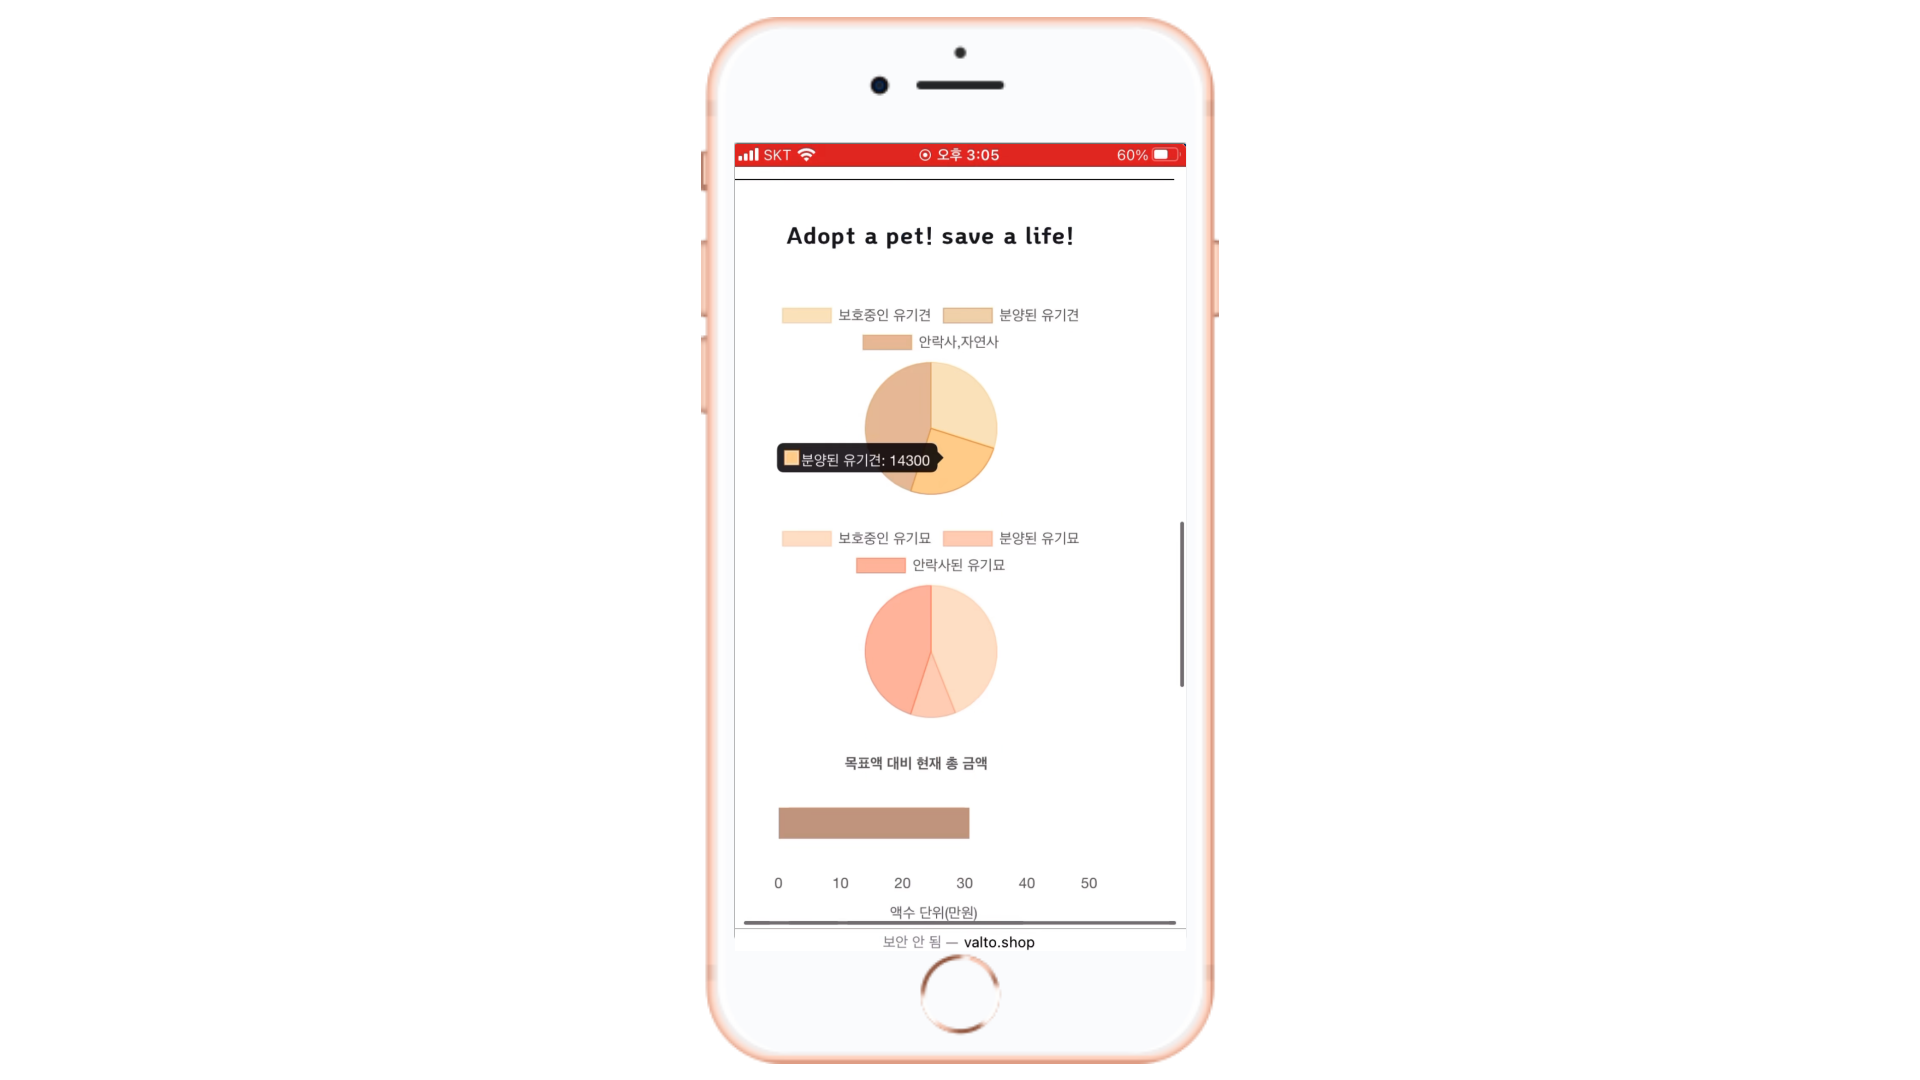 SKT 오후 3:05 60%
Adopt a pet! save a life!
보호중인 유기견 분양된 유기견
안락사,자연사
분양된 유기견: 14300
보호중인 유기묘 분양된 유기묘
안락사된 유기묘
목표액 대비 현재 총 금액
0 10 20 30 40 50
액수 단위(만원)
보안 안 됨 — valto.shop